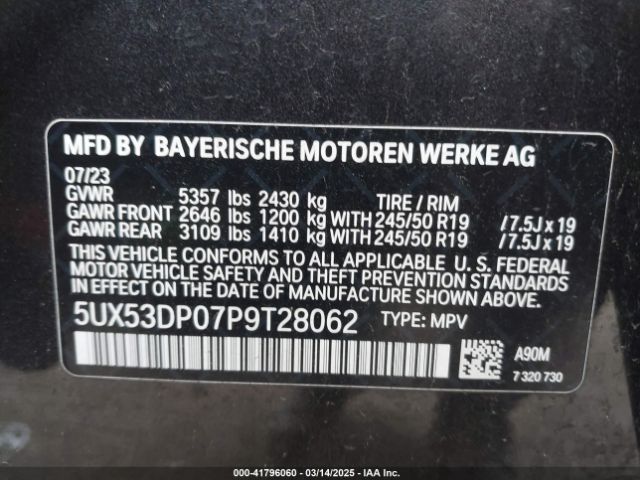 MFD BY BAYERISCHE MOTOREN WERKE AG
07/23
GVWR 5357 lbs 2430 kg TIRE / RIM
GAWR FRONT 2646 lbs 1200 kg WITH 245/50 R19 / 7.5J x 19
GAWR REAR 3109 lbs 1410 kg WITH 245/50 R19 / 7.5J x 19
THIS VEHICLE CONFORMS TO ALL APPLICABLE U. S. FEDERAL
MOTOR VEHICLE SAFETY AND THEFT PREVENTION STANDARDS
IN EFFECT ON THE DATE OF MANUFACTURE SHOWN ABOVE.
5UX53DP07P9T28062 TYPE: MPV
A90M
7 320 730
000-41796060 - 03/14/2025 - IAA Inc.